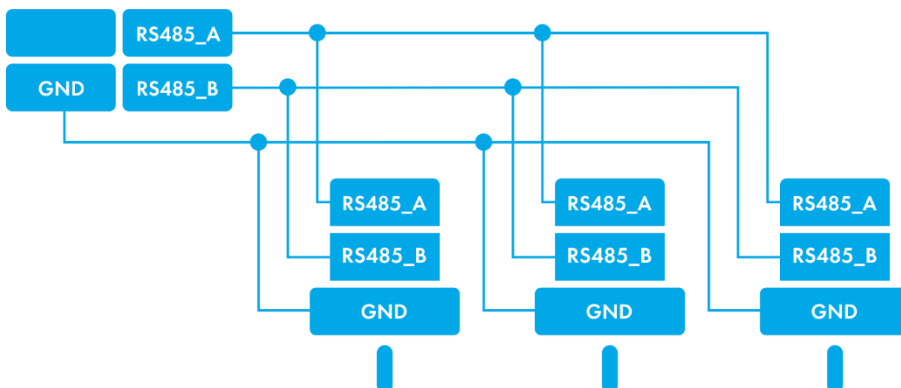 RS485_A
GND RS485_B
RS485_A RS485_A RS485_A
RS485_B RS485_B RS485_B
GND GND GND